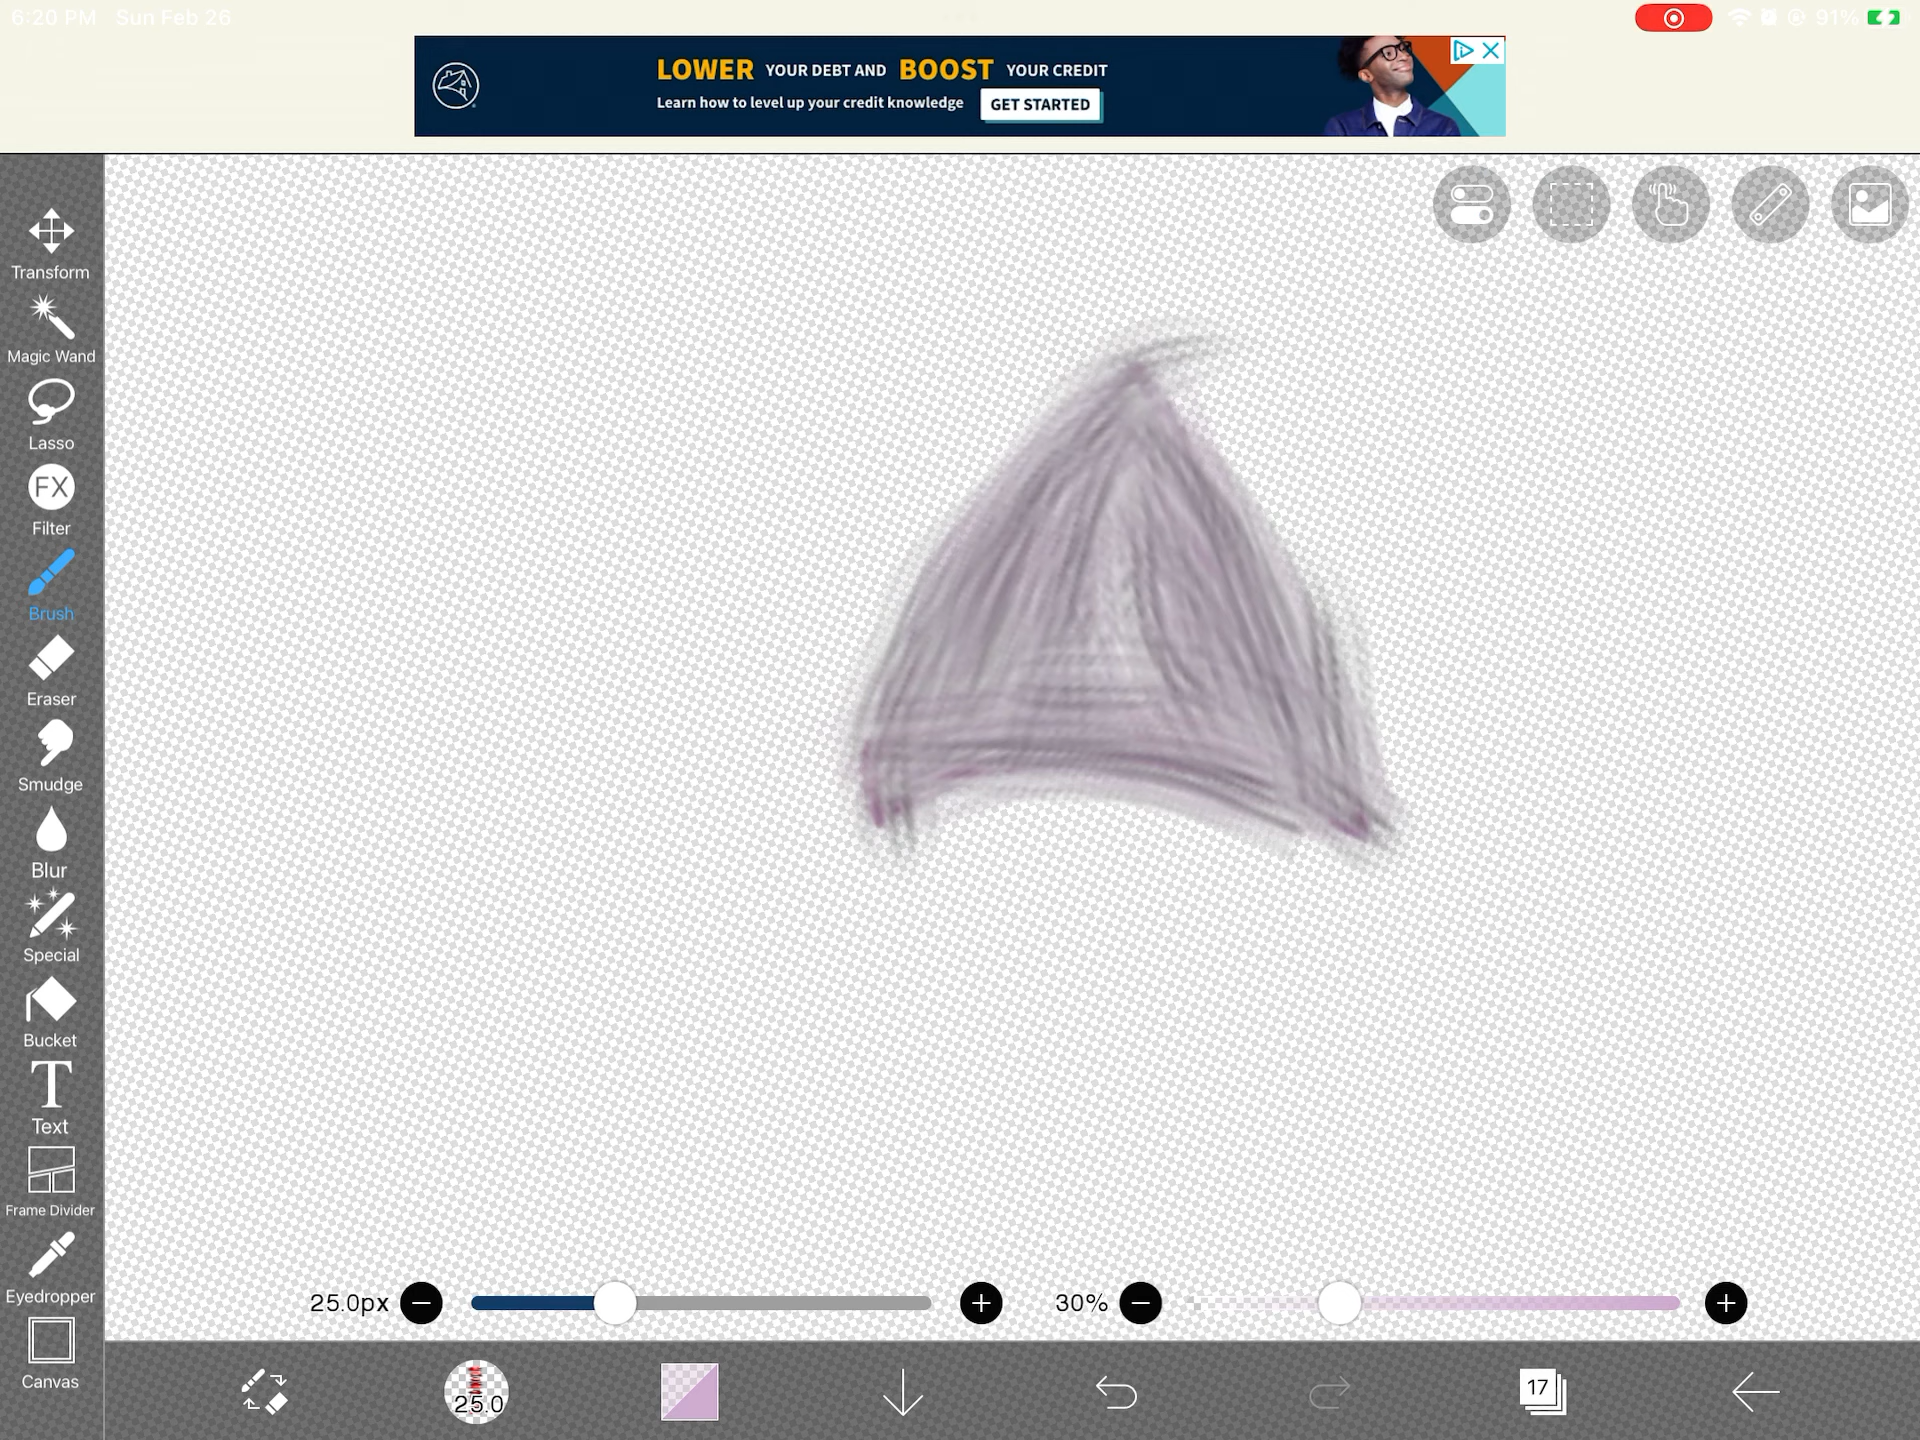 6:20 PM Sun Feb 26
91%
LOWER YOUR DEBT AND BOOST YOUR CREDIT
Learn how to level up your credit knowledge GET STARTED
Transform
Magic Wand
Lasso
FX
Filter
Brush
Eraser
Smudge
Blur
Special
Bucket
T
Text
Frame Divider
Eyedropper
Canvas
25.0px
30%
25.0
17